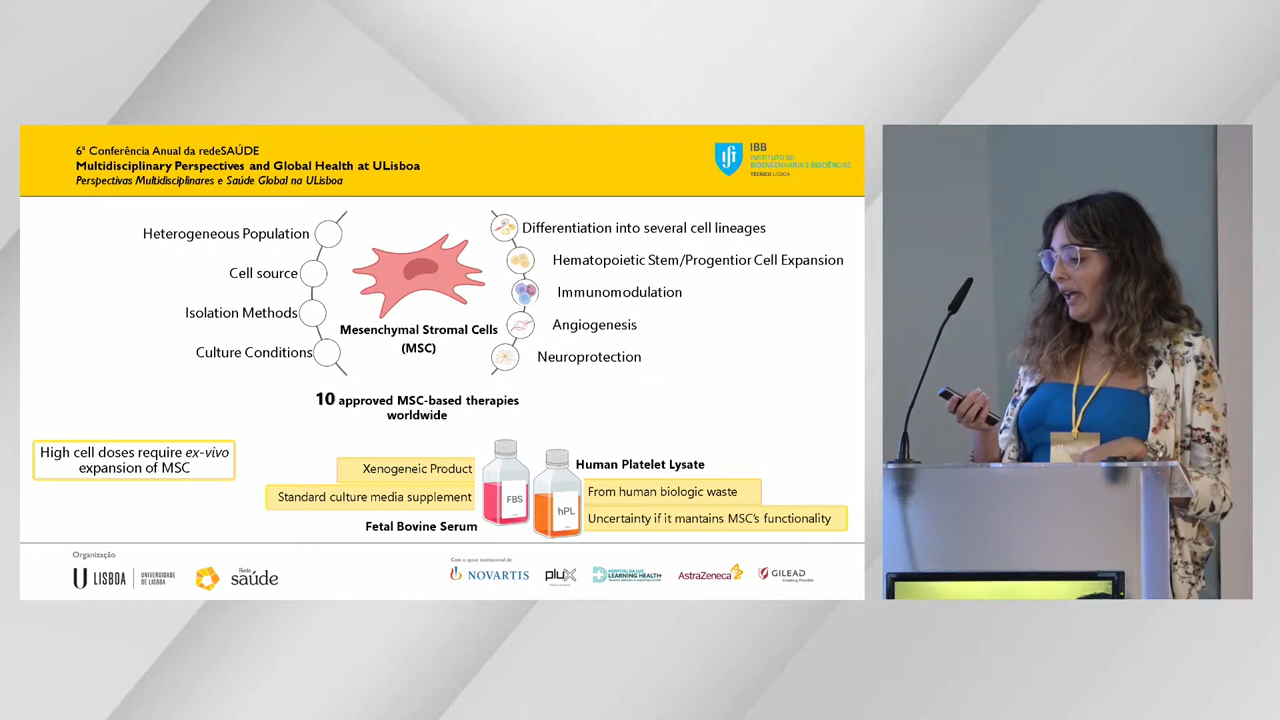 6ª Conferência Anual da redeSAÚDE
Multidisciplinary Perspectives and Global Health at ULisboa
Perspectivas Multidisciplinares e Saúde Global na ULisboa
IBB
INSTITUTO DE
BIOENGENHARIA E BIOCIÊNCIAS
TÉCNICO LISBOA
Heterogeneous Population
Cell source
Isolation Methods
Culture Conditions
Mesenchymal Stromal Cells
(MSC)
Differentiation into several cell lineages
Hematopoietic Stem/Progentior Cell Expansion
Immunomodulation
Angiogenesis
Neuroprotection
10 approved MSC-based therapies
worldwide
High cell doses require ex-vivo
expansion of MSC
Xenogeneic Product
Standard culture media supplement
Fetal Bovine Serum
FBS
hPL
Human Platelet Lysate
From human biologic waste
Uncertainty if it mantains MSC's functionality
Organização
U LISBOA
UNIVERSIDADE
DE LISBOA
Rede
saúde
Com o apoio institucional de
NOVARTIS
plux
HOSPITAL DA LUZ
LEARNING HEALTH
AstraZeneca
GILEAD
Creating Possible